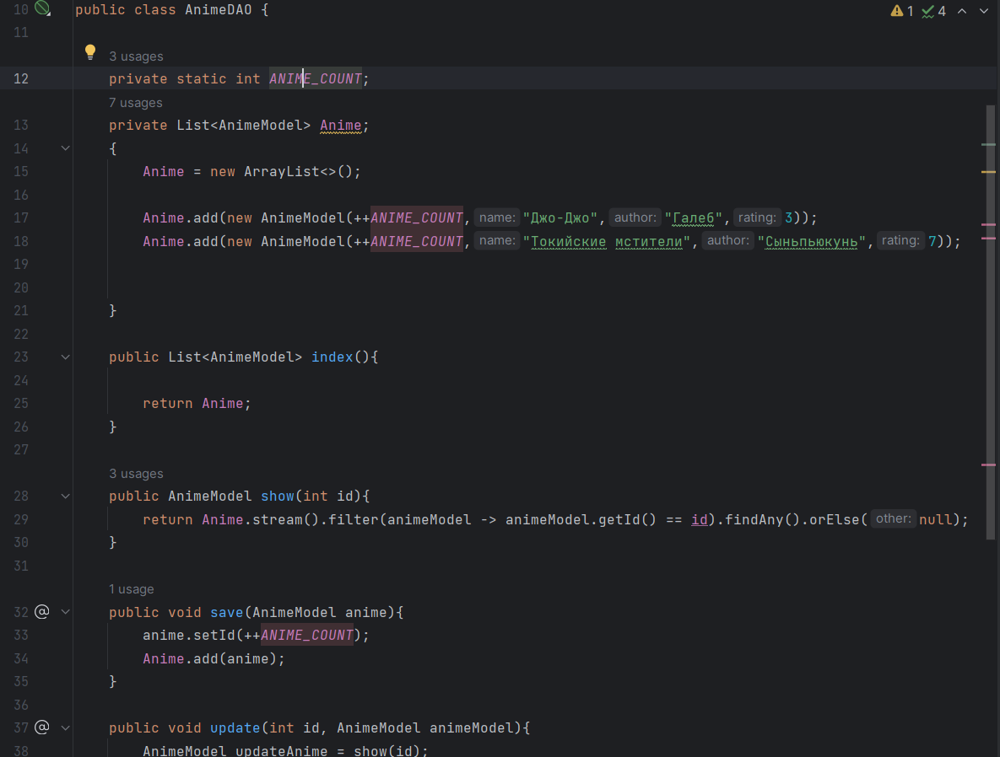 10 public class AnimeDAO { 1 4
11
3 usages
12 private static int ANIME_COUNT;
7 usages
13 private List<AnimeModel> Anime;
14 {
15 Anime = new ArrayList<>();
16
17 Anime.add(new AnimeModel(++ANIME_COUNT, name: "Джо-Джо", author: "Галеб", rating: 3));
18 Anime.add(new AnimeModel(++ANIME_COUNT, name: "Токийские мстители", author: "Сыньпьюкунь", rating: 7));
19
20
21 }
22
23 public List<AnimeModel> index(){
24
25 return Anime;
26 }
27
3 usages
28 public AnimeModel show(int id){
29 return Anime.stream().filter(animeModel -> animeModel.getId() == id).findAny().orElse( other: null);
30 }
31
1 usage
32 @ public void save(AnimeModel anime){
33 anime.setId(++ANIME_COUNT);
34 Anime.add(anime);
35 }
36
37 @ public void update(int id, AnimeModel animeModel){
38 AnimeModel updateAnime = show(id);